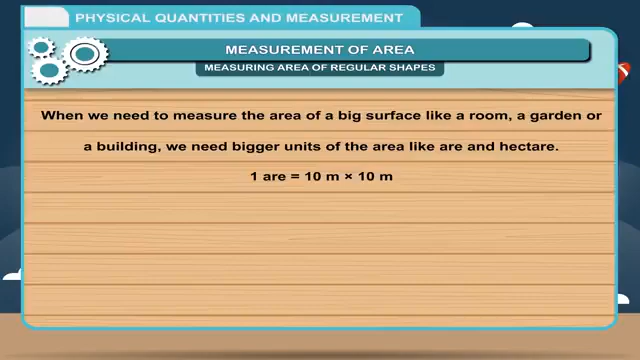 PHYSICAL QUANTITIES AND MEASUREMENT
MEASUREMENT OF AREA
MEASURING AREA OF REGULAR SHAPES
When we need to measure the area of a big surface like a room, a garden or
a building, we need bigger units of the area like are and hectare.
1 are = 10 m × 10 m